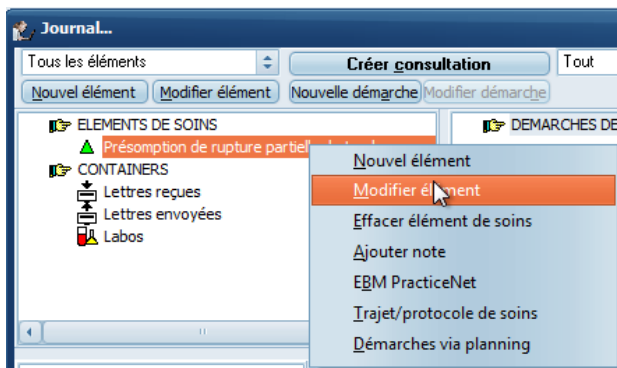 Journal...
Tous les éléments
Créer consultation
Tout
Nouvel élément
Modifier élément
Nouvelle démarche
Modifier démarche
ELEMENTS DE SOINS
DEMARCHES DE
Présomption de rupture partielle
CONTAINERS
Lettres reçues
Lettres envoyées
Labos
Nouvel élément
Modifier élément
Effacer élément de soins
Ajouter note
EBM PracticeNet
Trajet/protocole de soins
Démarches via planning